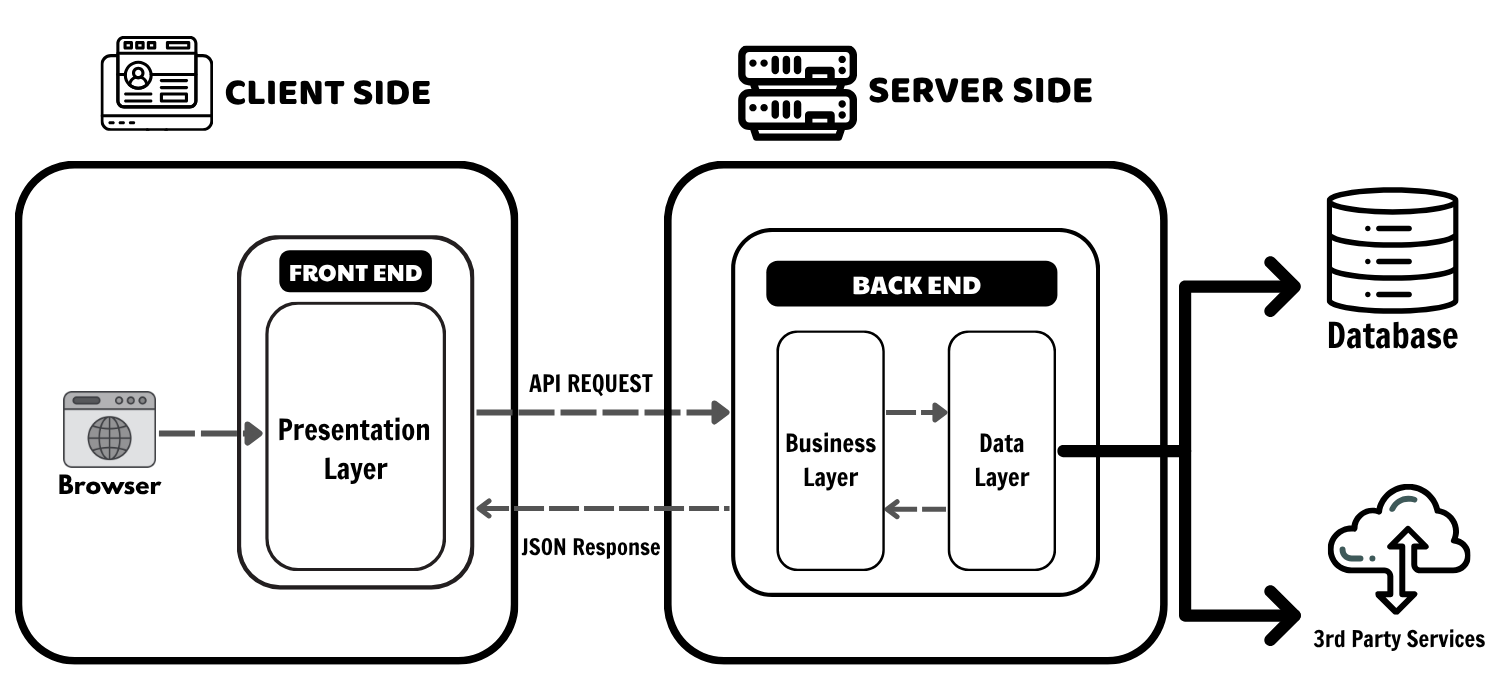 CLIENT SIDE
SERVER SIDE
FRONT END
Presentation
Layer
Browser
API REQUEST
JSON Response
BACK END
Business
Layer
Data
Layer
Database
3rd Party Services